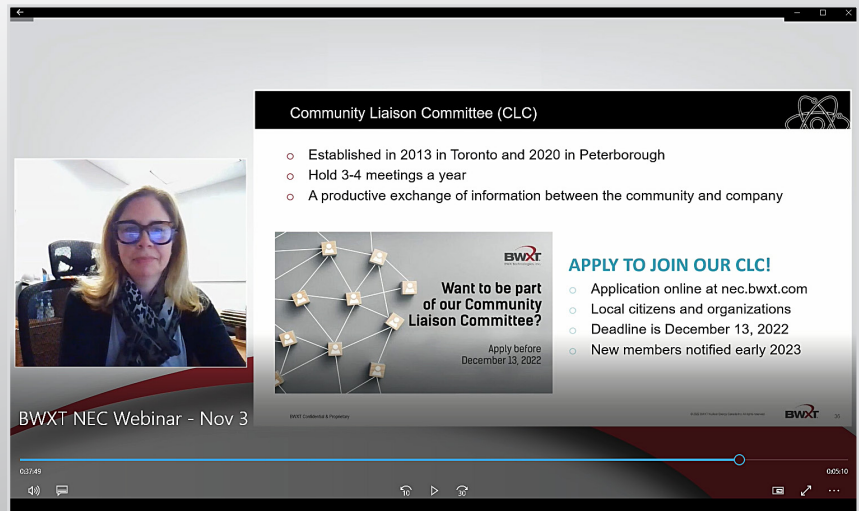 Community Liaison Committee (CLC)
Established in 2013 in Toronto and 2020 in Peterborough
Hold 3-4 meetings a year
A productive exchange of information between the community and company
BWXT
Want to be part
of our Community
Liaison Committee?
Apply before
December 13, 2022
APPLY TO JOIN OUR CLC!
Application online at nec.bwxt.com
Local citizens and organizations
Deadline is December 13, 2022
New members notified early 2023
BWXT Confidential & Proprietary
BWXT
BWXT NEC Webinar - Nov 3
0:37:49
0:05:10
10
30